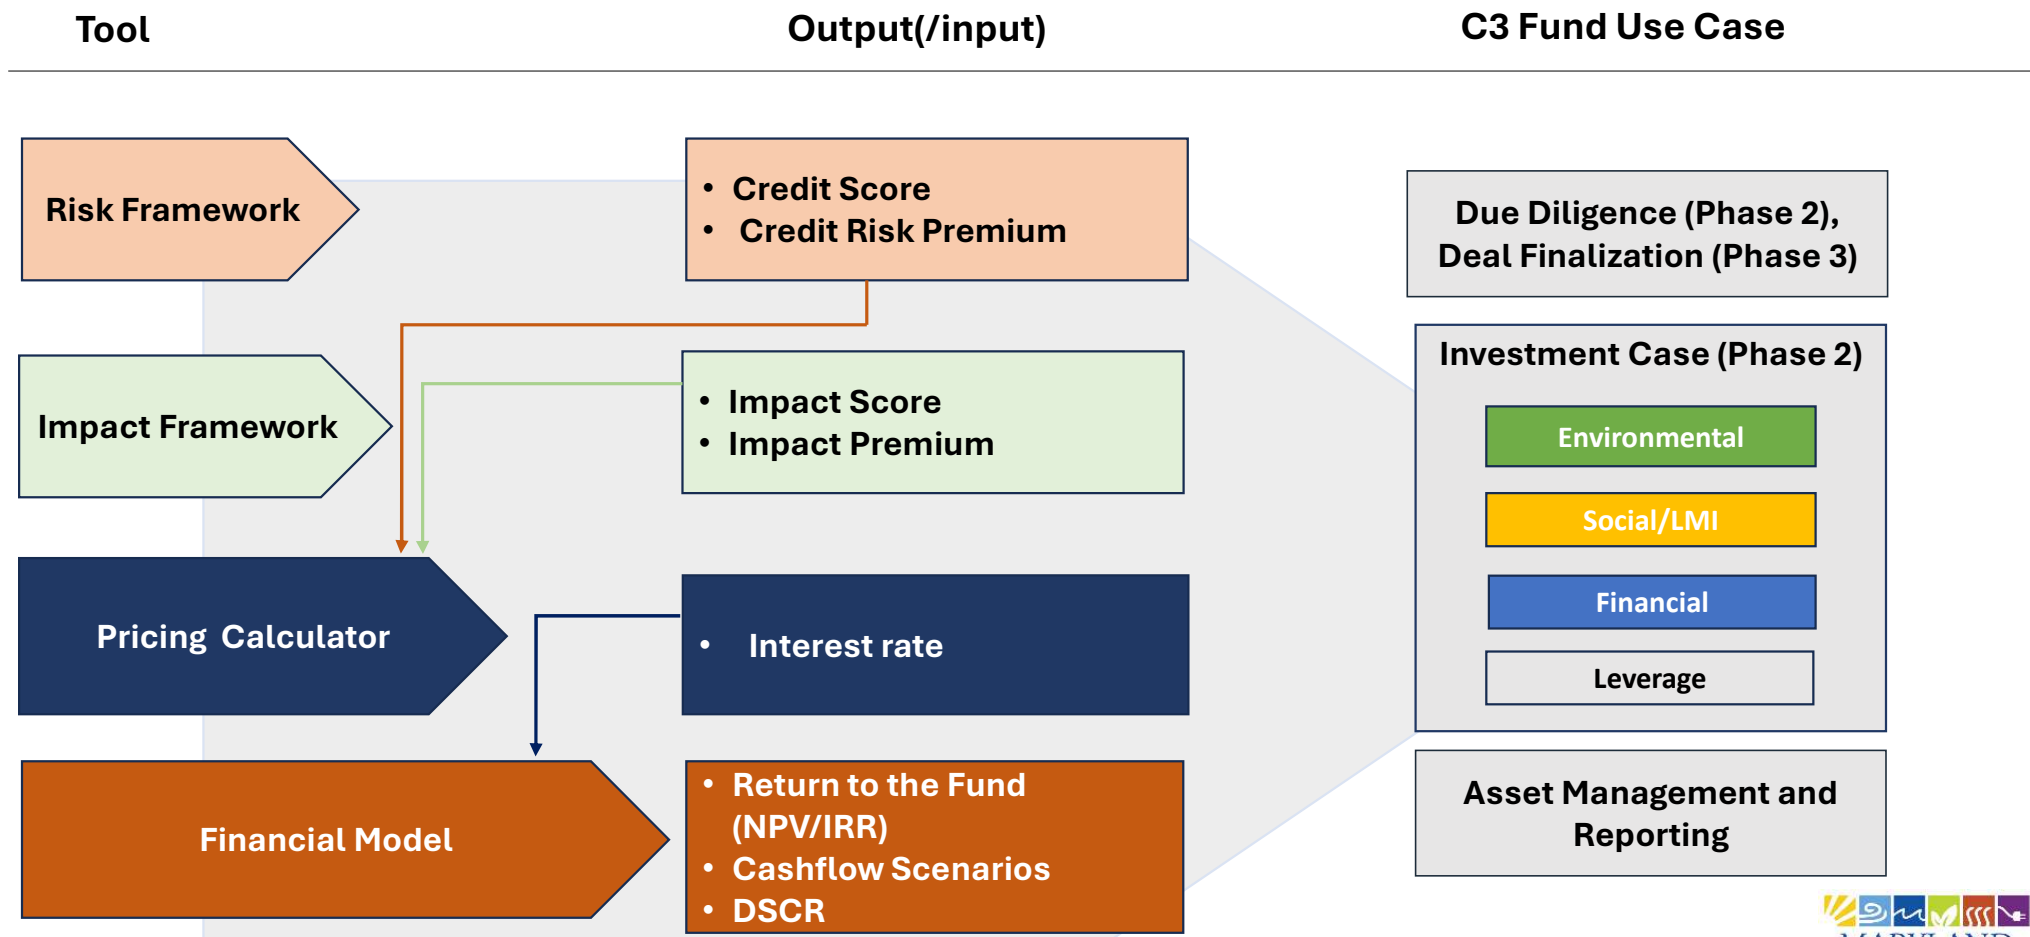 Tool
Output(/input)
C3 Fund Use Case
Risk Framework
• Credit Score
• Credit Risk Premium
Due Diligence (Phase 2),
Deal Finalization (Phase 3)
Impact Framework
• Impact Score
• Impact Premium
Investment Case (Phase 2)
Environmental
Social/LMI
Financial
Leverage
Pricing Calculator
• Interest rate
Financial Model
• Return to the Fund
(NPV/IRR)
• Cashflow Scenarios
• DSCR
Asset Management and
Reporting
MARYLAND